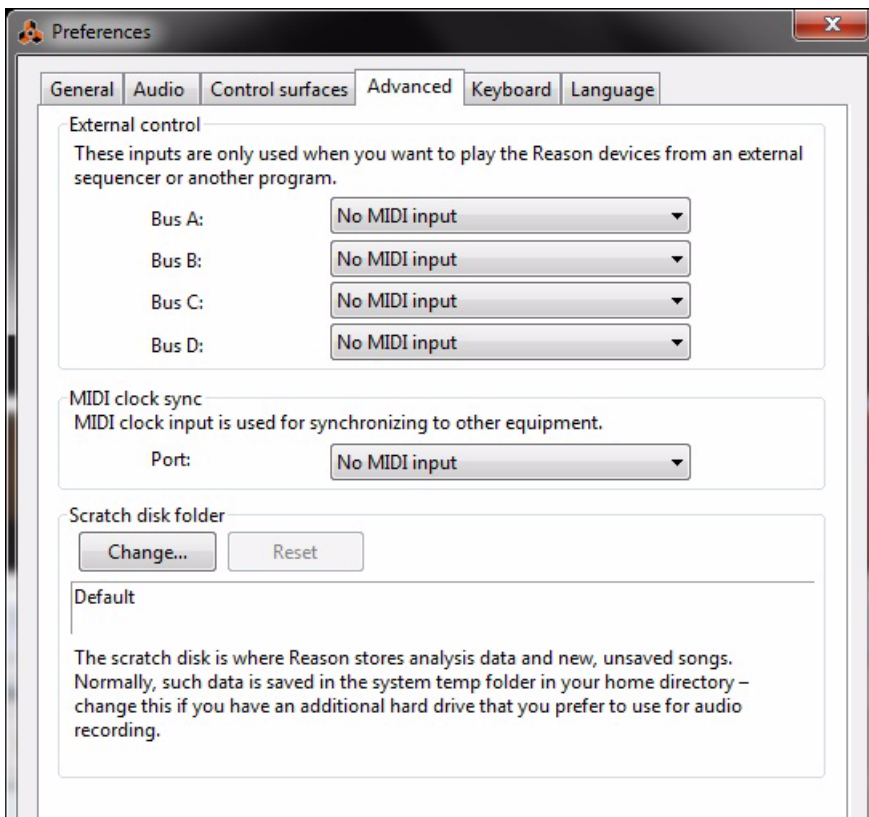 Preferences
X
General Audio Control surfaces Advanced Keyboard Language
External control
These inputs are only used when you want to play the Reason devices from an external
sequencer or another program.
Bus A: No MIDI input
Bus B: No MIDI input
Bus C: No MIDI input
Bus D: No MIDI input
MIDI clock sync
MIDI clock input is used for synchronizing to other equipment.
Port: No MIDI input
Scratch disk folder
Change... Reset
Default
The scratch disk is where Reason stores analysis data and new, unsaved songs.
Normally, such data is saved in the system temp folder in your home directory –
change this if you have an additional hard drive that you prefer to use for audio
recording.